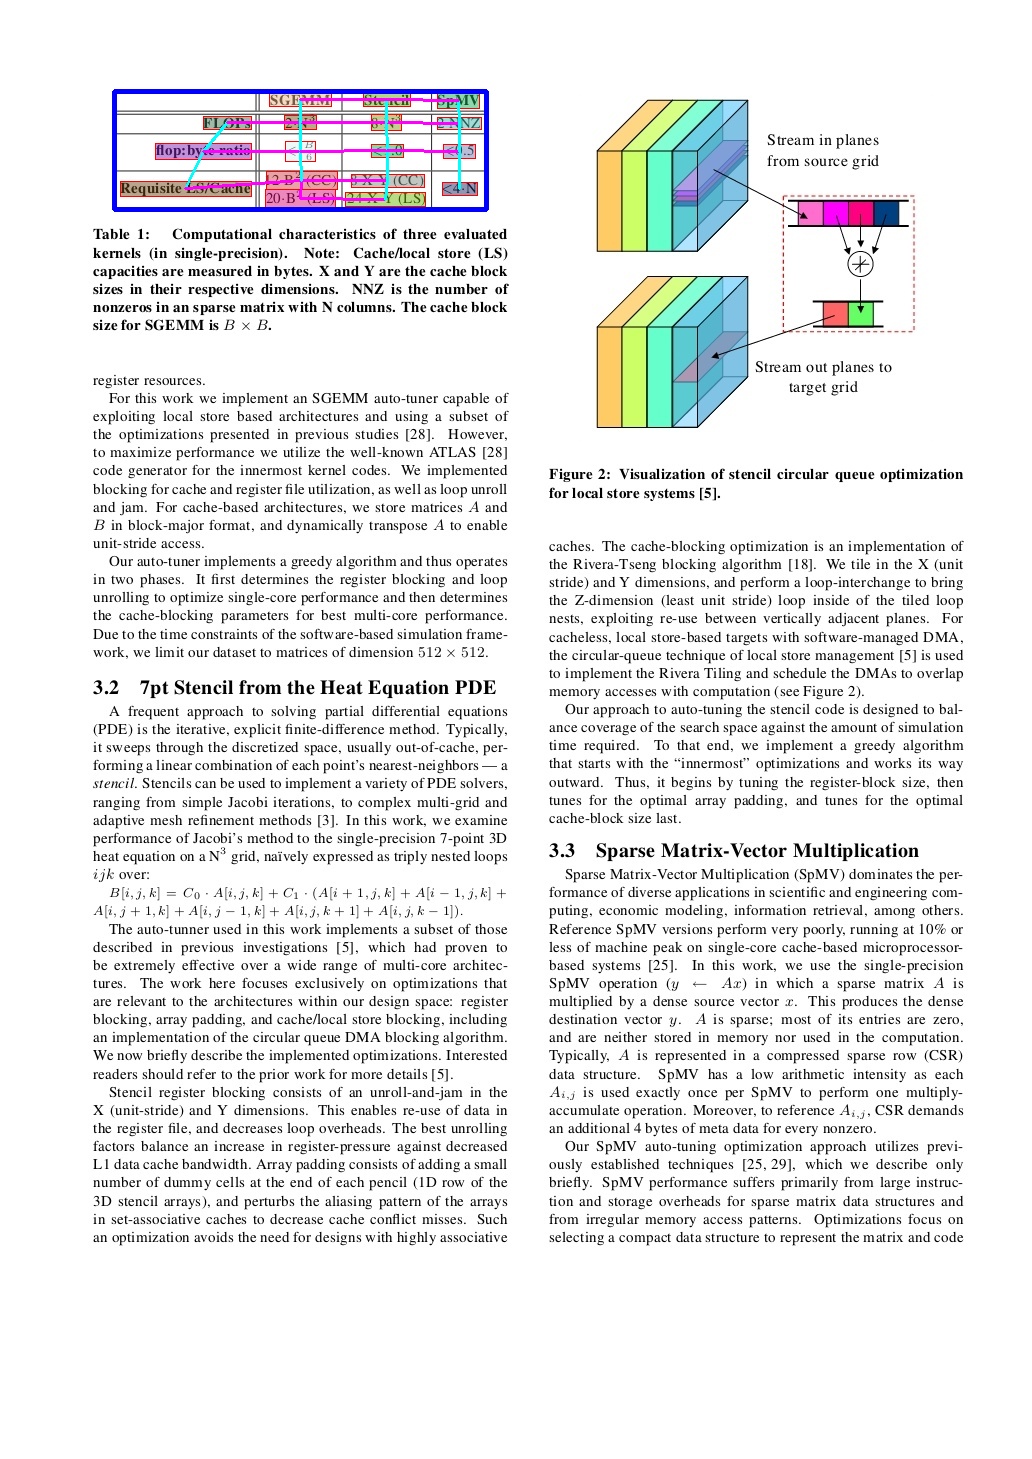 SGEMM Stencil SpMV
FLOPs 2·N³ 8·N³ 2·NNZ
flop:byte ratio
Requisite LS/Cache 12·B² (CC) (CC) <4·N
20·B² (LS) 24·X·Y (LS)
Table 1: Computational characteristics of three evaluated
kernels (in single-precision). Note: Cache/local store (LS)
capacities are measured in bytes. X and Y are the cache block
sizes in their respective dimensions. NNZ is the number of
nonzeros in an sparse matrix with N columns. The cache block
size for SGEMM is B × B.
register resources.
For this work we implement an SGEMM auto-tuner capable of
exploiting local store based architectures and using a subset of
the optimizations presented in previous studies [28]. However,
to maximize performance we utilize the well-known ATLAS [28]
code generator for the innermost kernel codes. We implemented
blocking for cache and register file utilization, as well as loop unroll
and jam. For cache-based architectures, we store matrices A and
B in block-major format, and dynamically transpose A to enable
unit-stride access.
Our auto-tuner implements a greedy algorithm and thus operates
in two phases. It first determines the register blocking and loop
unrolling to optimize single-core performance and then determines
the cache-blocking parameters for best multi-core performance.
Due to the time constraints of the software-based simulation frame-
work, we limit our dataset to matrices of dimension 512 × 512.
3.2 7pt Stencil from the Heat Equation PDE
A frequent approach to solving partial differential equations
(PDE) is the iterative, explicit finite-difference method. Typically,
it sweeps through the discretized space, usually out-of-cache, per-
forming a linear combination of each point's nearest-neighbors — a
stencil. Stencils can be used to implement a variety of PDE solvers,
ranging from simple Jacobi iterations, to complex multi-grid and
adaptive mesh refinement methods [3]. In this work, we examine
performance of Jacobi's method to the single-precision 7-point 3D
heat equation on a N³ grid, naïvely expressed as triply nested loops
ijk over:
B[i, j, k] = C₀ · A[i, j, k] + C₁ · (A[i + 1, j, k] + A[i − 1, j, k] +
A[i, j + 1, k] + A[i, j − 1, k] + A[i, j, k + 1] + A[i, j, k − 1]).
The auto-tunner used in this work implements a subset of those
described in previous investigations [5], which had proven to
be extremely effective over a wide range of multi-core architec-
tures. The work here focuses exclusively on optimizations that
are relevant to the architectures within our design space: register
blocking, array padding, and cache/local store blocking, including
an implementation of the circular queue DMA blocking algorithm.
We now briefly describe the implemented optimizations. Interested
readers should refer to the prior work for more details [5].
Stencil register blocking consists of an unroll-and-jam in the
X (unit-stride) and Y dimensions. This enables re-use of data in
the register file, and decreases loop overheads. The best unrolling
factors balance an increase in register-pressure against decreased
L1 data cache bandwidth. Array padding consists of adding a small
number of dummy cells at the end of each pencil (1D row of the
3D stencil arrays), and perturbs the aliasing pattern of the arrays
in set-associative caches to decrease cache conflict misses. Such
an optimization avoids the need for designs with highly associative
Stream in planes
from source grid
Stream out planes to
target grid
Figure 2: Visualization of stencil circular queue optimization
for local store systems [5].
caches. The cache-blocking optimization is an implementation of
the Rivera-Tseng blocking algorithm [18]. We tile in the X (unit
stride) and Y dimensions, and perform a loop-interchange to bring
the Z-dimension (least unit stride) loop inside of the tiled loop
nests, exploiting re-use between vertically adjacent planes. For
cacheless, local store-based targets with software-managed DMA,
the circular-queue technique of local store management [5] is used
to implement the Rivera Tiling and schedule the DMAs to overlap
memory accesses with computation (see Figure 2).
Our approach to auto-tuning the stencil code is designed to bal-
ance coverage of the search space against the amount of simulation
time required. To that end, we implement a greedy algorithm
that starts with the “innermost” optimizations and works its way
outward. Thus, it begins by tuning the register-block size, then
tunes for the optimal array padding, and tunes for the optimal
cache-block size last.
3.3 Sparse Matrix-Vector Multiplication
Sparse Matrix-Vector Multiplication (SpMV) dominates the per-
formance of diverse applications in scientific and engineering com-
puting, economic modeling, information retrieval, among others.
Reference SpMV versions perform very poorly, running at 10% or
less of machine peak on single-core cache-based microprocessor-
based systems [25]. In this work, we use the single-precision
SpMV operation (y ← Ax) in which a sparse matrix A is
multiplied by a dense source vector x. This produces the dense
destination vector y. A is sparse; most of its entries are zero,
and are neither stored in memory nor used in the computation.
Typically, A is represented in a compressed sparse row (CSR)
data structure. SpMV has a low arithmetic intensity as each
Aᵢ,ⱼ is used exactly once per SpMV to perform one multiply-
accumulate operation. Moreover, to reference Aᵢ,ⱼ, CSR demands
an additional 4 bytes of meta data for every nonzero.
Our SpMV auto-tuning optimization approach utilizes previ-
ously established techniques [25, 29], which we describe only
briefly. SpMV performance suffers primarily from large instruc-
tion and storage overheads for sparse matrix data structures and
from irregular memory access patterns. Optimizations focus on
selecting a compact data structure to represent the matrix and code